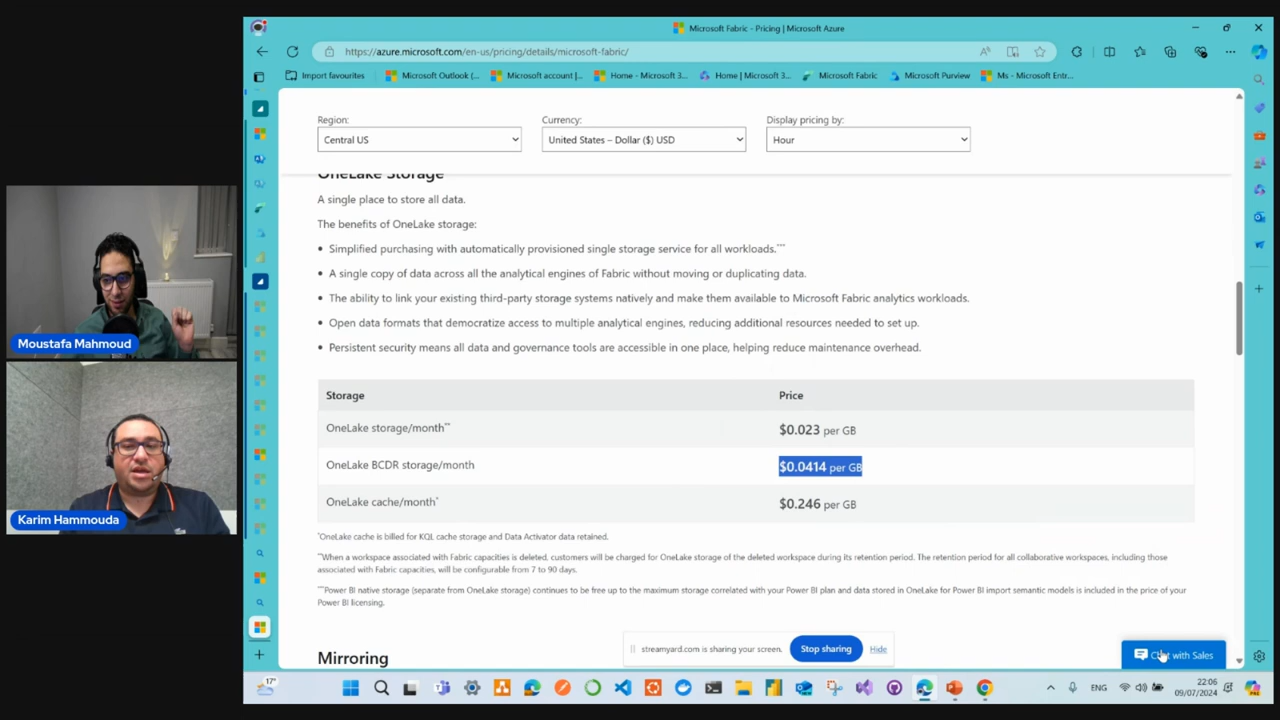 Microsoft Fabric - Pricing | Microsoft Azure
https://azure.microsoft.com/en-us/pricing/details/microsoft-fabric/
Import favourites
Microsoft Outlook (...
Microsoft account |...
Home - Microsoft 3...
Home | Microsoft 3...
Microsoft Fabric
Microsoft Purview
Ms - Microsoft Entr...
Region:
Currency:
Display pricing by:
Central US
United States – Dollar ($) USD
Hour
OneLake Storage
A single place to store all data.
The benefits of OneLake storage:
• Simplified purchasing with automatically provisioned single storage service for all workloads.***
• A single copy of data across all the analytical engines of Fabric without moving or duplicating data.
• The ability to link your existing third-party storage systems natively and make them available to Microsoft Fabric analytics workloads.
• Open data formats that democratize access to multiple analytical engines, reducing additional resources needed to set up.
• Persistent security means all data and governance tools are accessible in one place, helping reduce maintenance overhead.
Storage Price
OneLake storage/month** $0.023 per GB
OneLake BCDR storage/month $0.0414 per GB
OneLake cache/month* $0.246 per GB
*OneLake cache is billed for KQL cache storage and Data Activator data retained.
**When a workspace associated with Fabric capacities is deleted, customers will be charged for OneLake storage of the deleted workspace during its retention period. The retention period for all collaborative workspaces, including those
associated with Fabric capacities, will be configurable from 7 to 90 days.
***Power BI native storage (separate from OneLake storage) continues to be free up to the maximum storage correlated with your Power BI plan and data stored in OneLake for Power BI import semantic models is included in the price of your
Power BI licensing.
Mirroring
streamyard.com is sharing your screen.
Stop sharing
Hide
Chat with Sales
Moustafa Mahmoud
Karim Hammouda
17°
ENG
22:06
09/07/2024